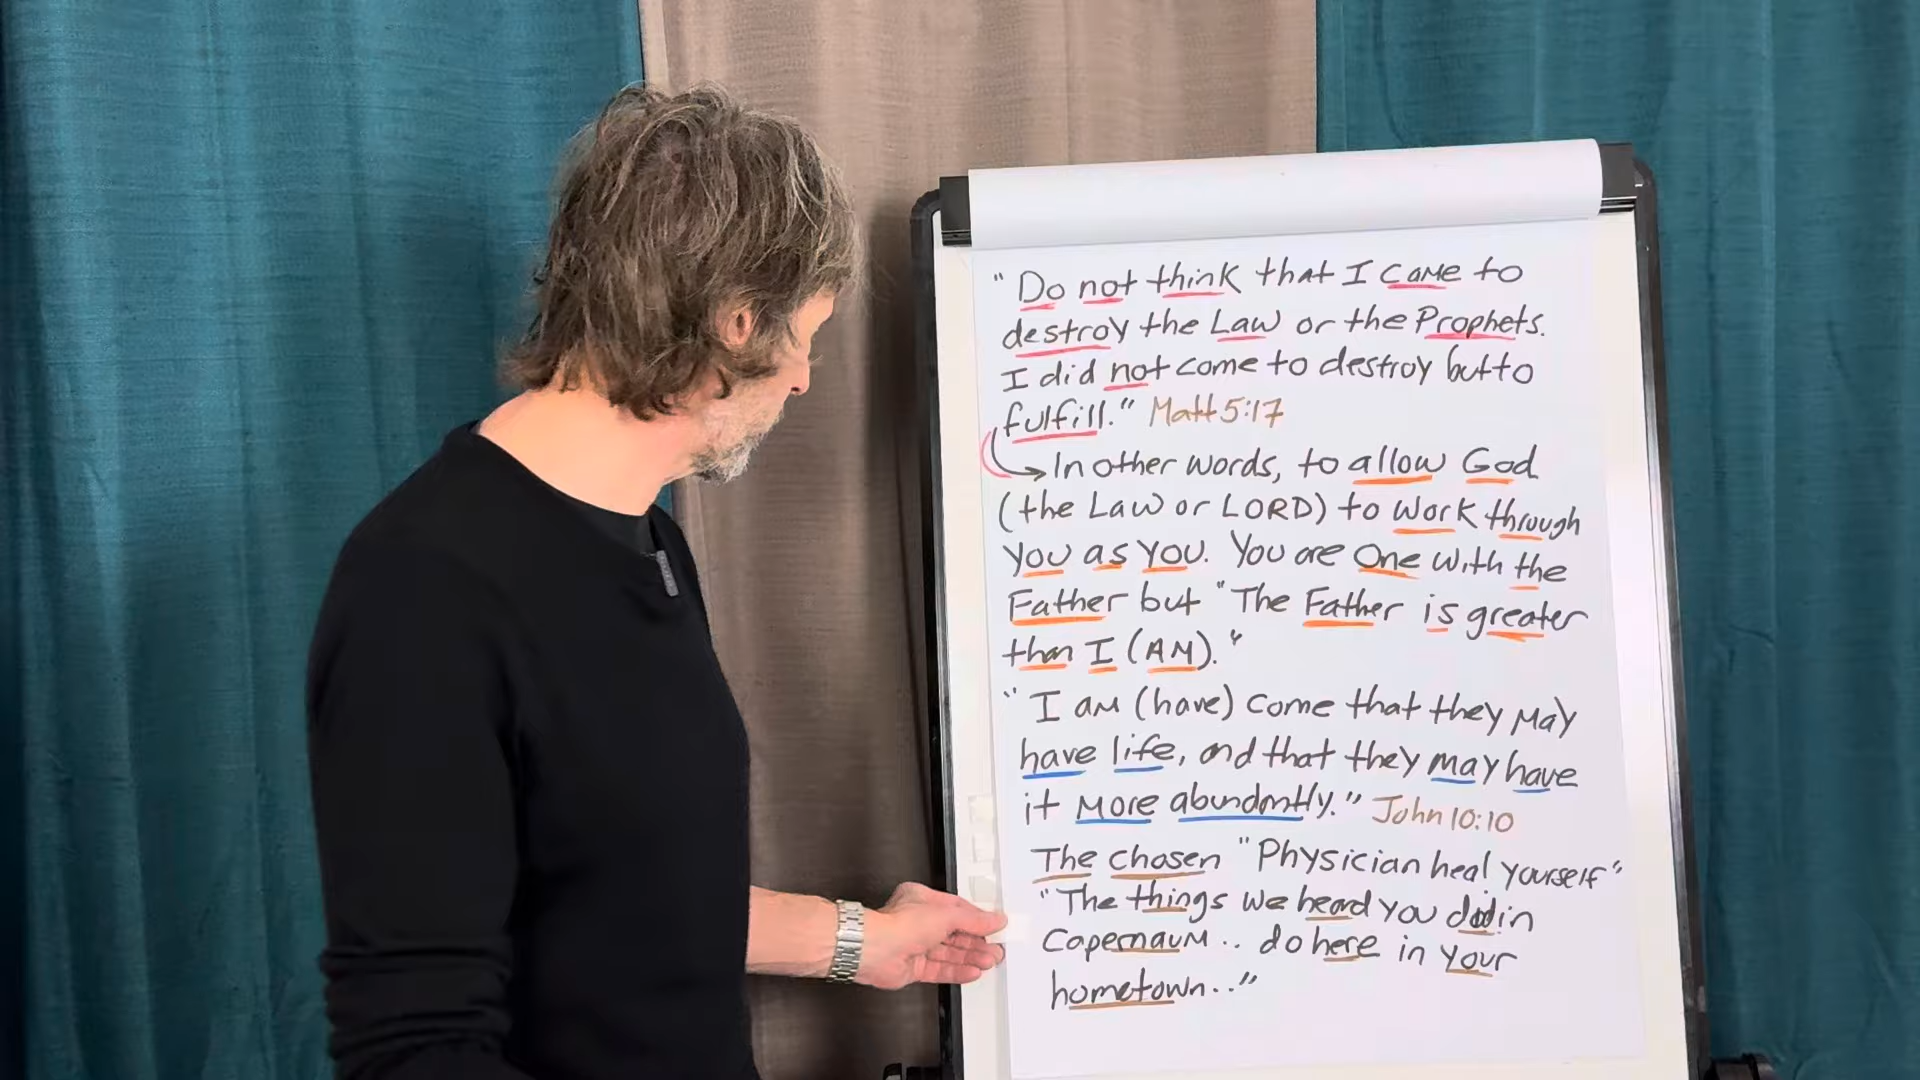 "Do not think that I came to
destroy the Law or the Prophets.
I did not come to destroy but to
fulfill." Matt 5:17
In other words, to allow God
(the Law or LORD) to work through
you as you. You are One with the
Father but "The Father is greater
than I (AM)."
"I am (have) come that they may
have life, and that they may have
it more abundantly." John 10:10
The Chosen "Physician heal yourself"
"The things we heard you did in
Capernaum.. do here in your
hometown.."